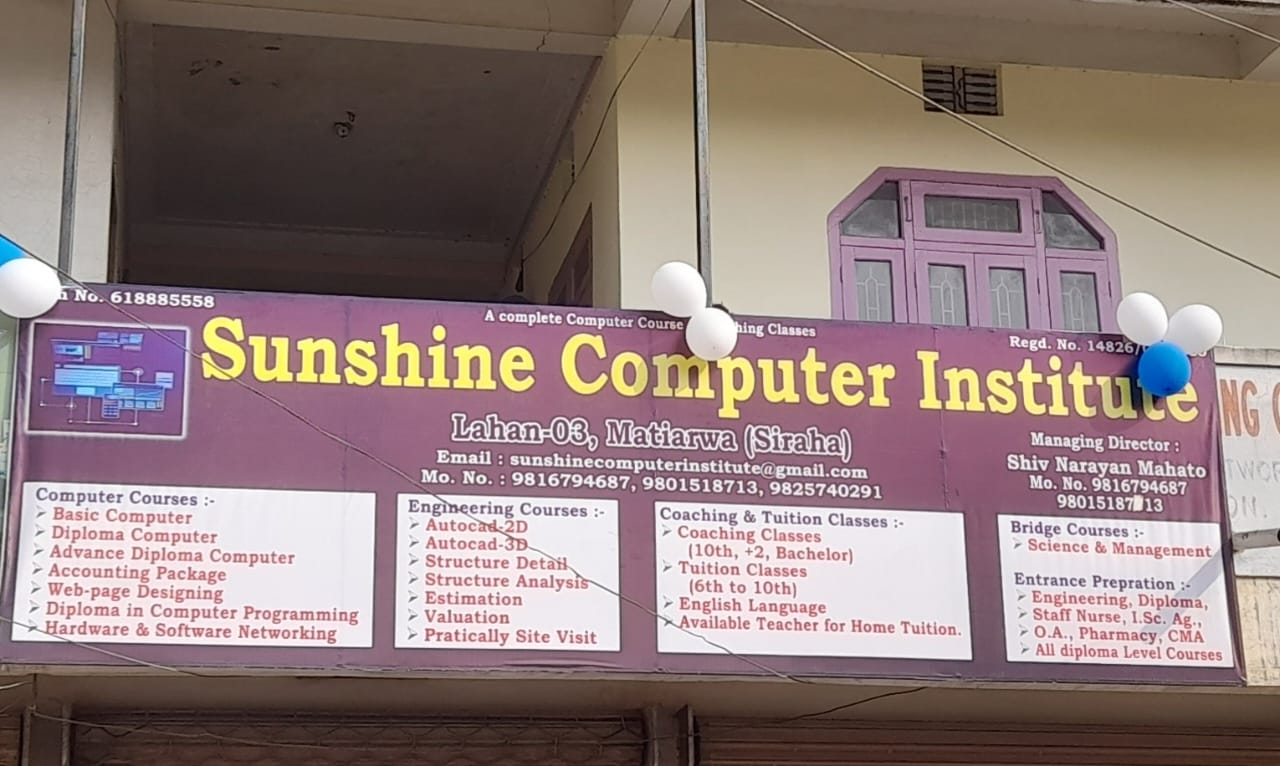 No. 618885558
A complete Computer Course Classes
Regd. No. 14826/
Sunshine Computer Institute
Lahan-03, Matiarwa (Siraha)
Email : sunshinecomputerinstitute@gmail.com
Mo. No. : 9816794687, 9801518713, 9825740291
Managing Director :
Shiv Narayan Mahato
Mo. No. 9816794687
9801518713
Computer Courses :-
Basic Computer
Diploma Computer
Advance Diploma Computer
Accounting Package
Web-page Designing
Diploma in Computer Programming
Hardware & Software Networking
Engineering Courses :-
Autocad-2D
Autocad-3D
Structure Detail
Structure Analysis
Estimation
Valuation
Pratically Site Visit
Coaching & Tuition Classes :-
Coaching Classes
(10th, +2, Bachelor)
Tuition Classes
(6th to 10th)
English Language
Available Teacher for Home Tuition.
Bridge Courses :-
Science & Management
Entrance Prepration :-
Engineering, Diploma,
Staff Nurse, I.Sc. Ag.,
O.A., Pharmacy, CMA
All diploma Level Courses